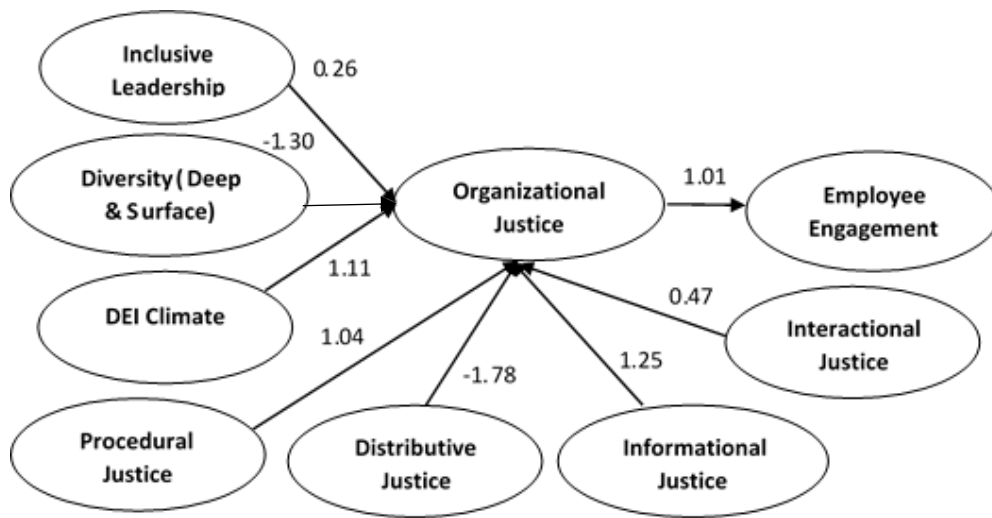 Inclusive
Leadership
0.26
-1.30
Diversity( Deep
& Surface)
Organizational
Justice
1.01
Employee
Engagement
DEI Climate
1.11
1.04
-1.78
1.25
0.47
Interactional
Justice
Procedural
Justice
Distributive
Justice
Informational
Justice